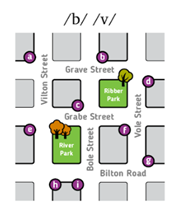 /b/ /v/
a
b
Grave Street
Vilton Street
Ribber
Park
d
c
Grabe Street
Vole Street
e
River
Park
Bole Street
f
g
Bilton Road
h
i